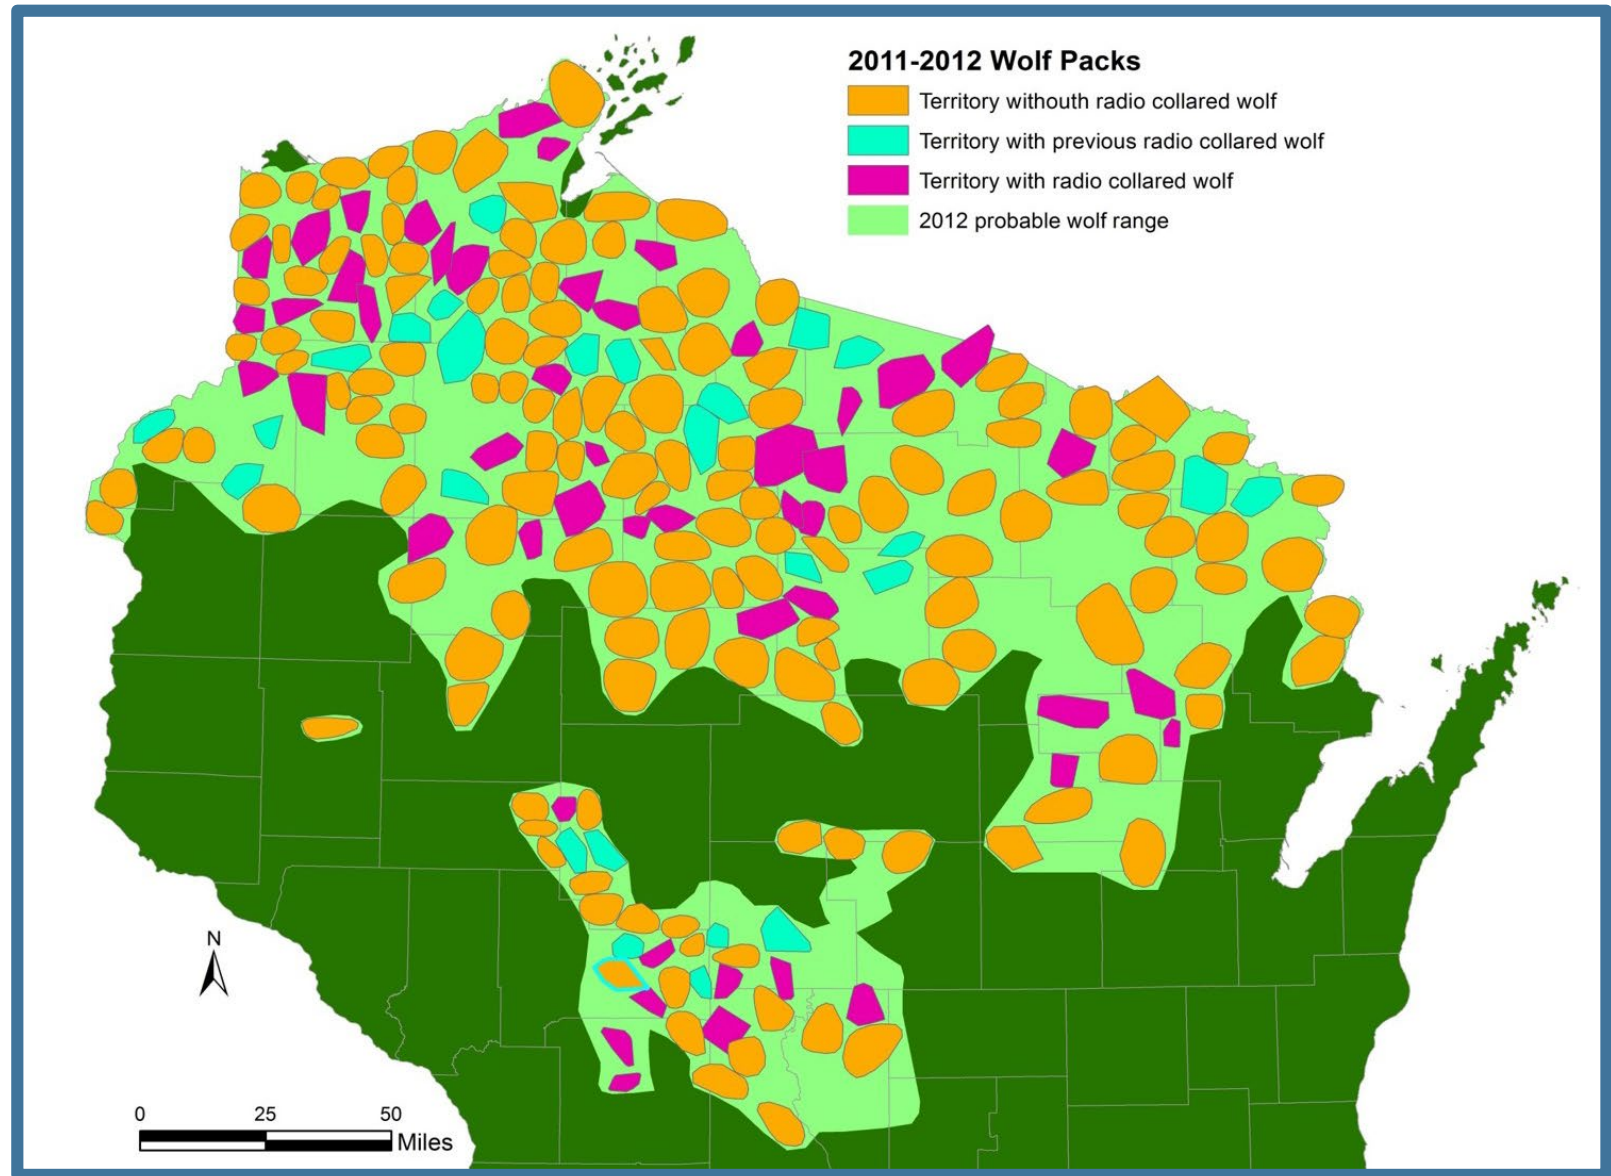 2011-2012 Wolf Packs
Territory withouth radio collared wolf
Territory with previous radio collared wolf
Territory with radio collared wolf
2012 probable wolf range
N
0 25 50
Miles